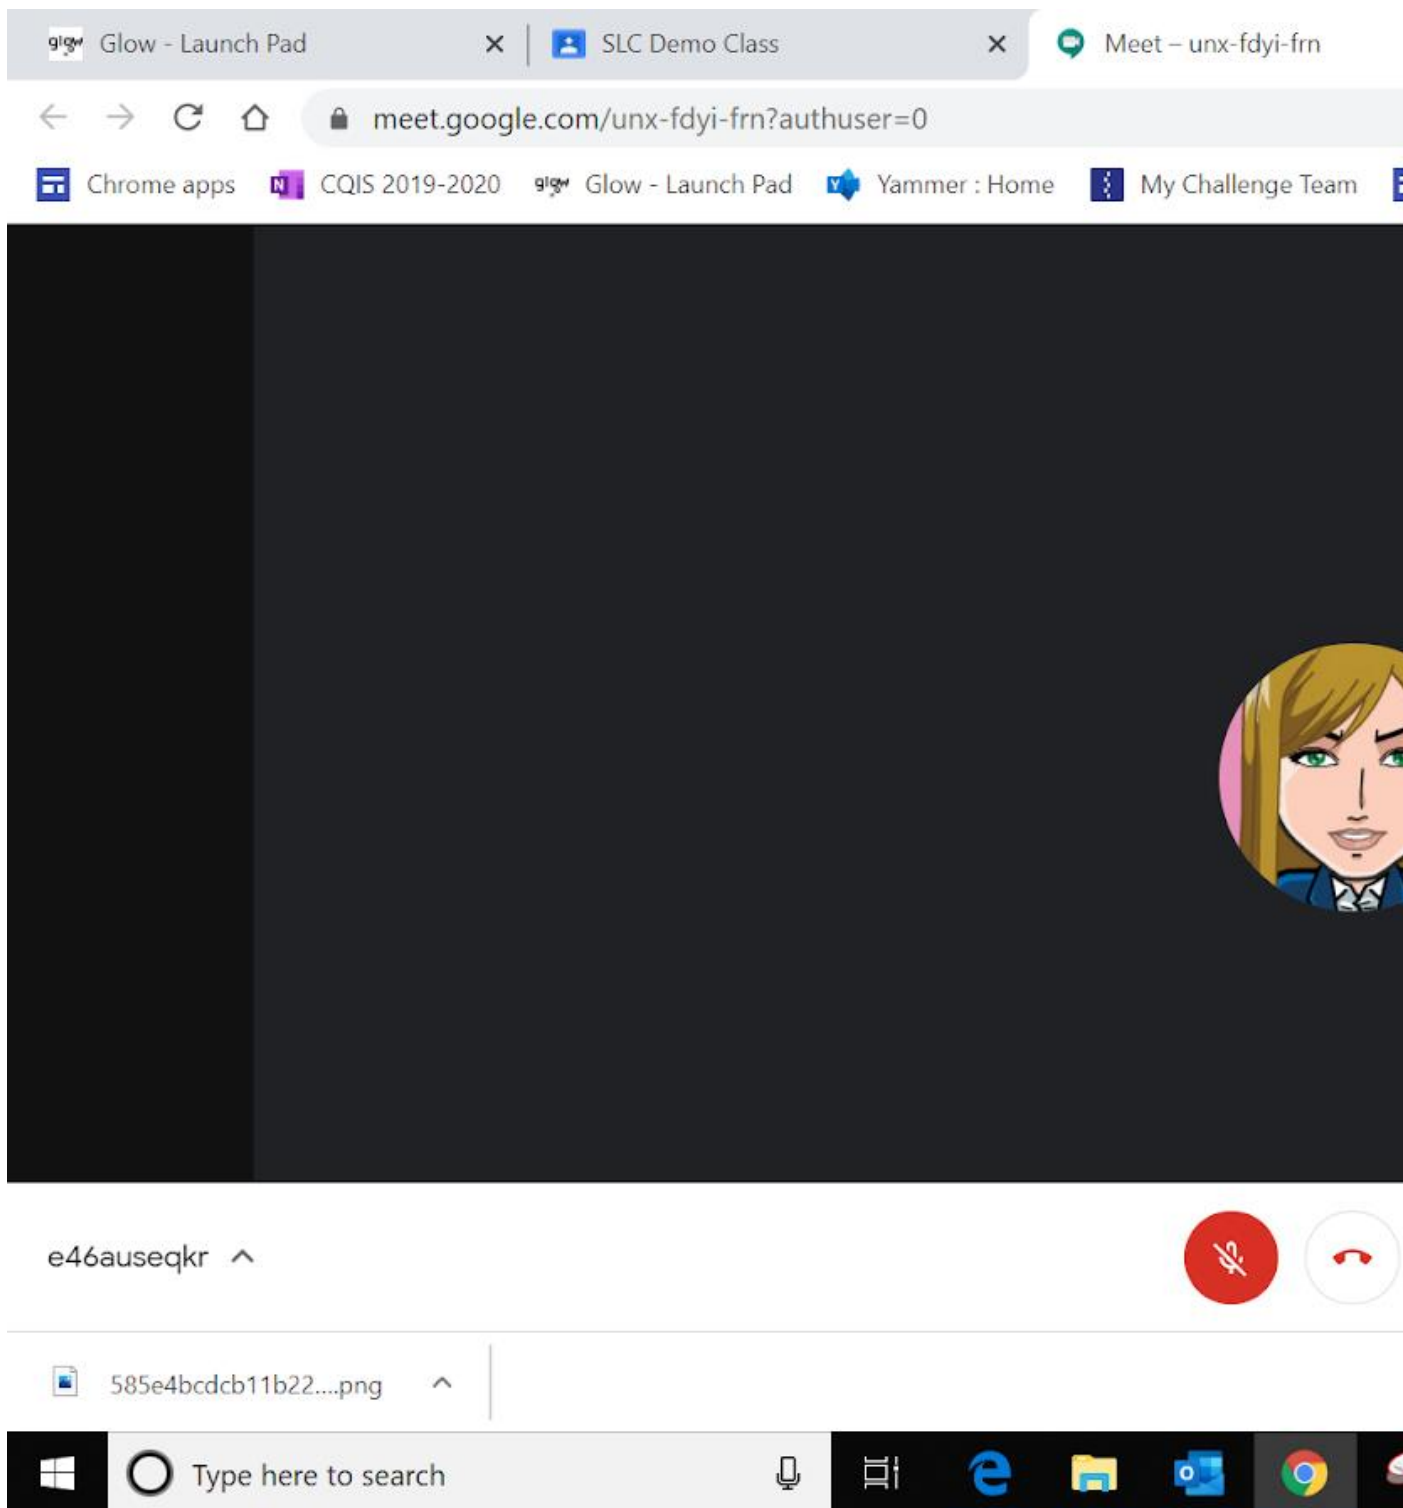 glow Glow - Launch Pad SLC Demo Class Meet – unx-fdyi-frn
meet.google.com/unx-fdyi-frn?authuser=0
Chrome apps N CQIS 2019-2020 glow Glow - Launch Pad Y Yammer : Home My Challenge Team
e46auseqkr
585e4bcdcb11b22....png
Type here to search